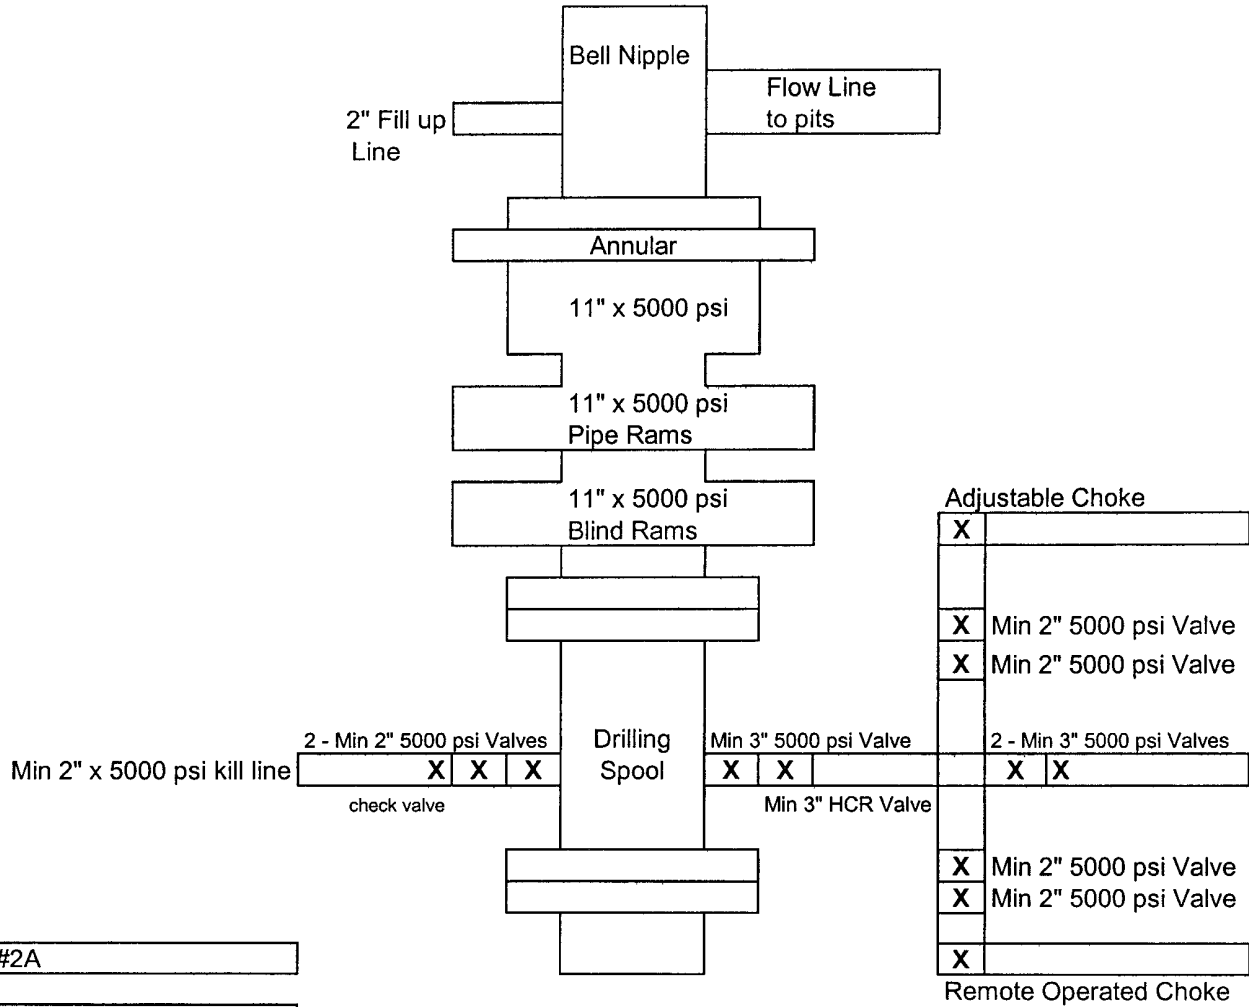 Bell Nipple
Flow Line
to pits
2" Fill up
Line
Annular
11" x 5000 psi
11" x 5000 psi
Pipe Rams
11" x 5000 psi
Blind Rams
Adjustable Choke
X
X Min 2" 5000 psi Valve
X Min 2" 5000 psi Valve
2 - Min 2" 5000 psi Valves
Drilling
Spool
Min 3" 5000 psi Valve
2 - Min 3" 5000 psi Valves
Min 2" x 5000 psi kill line
X X X
X X
X X
check valve
Min 3" HCR Valve
X Min 2" 5000 psi Valve
X Min 2" 5000 psi Valve
#2A
X
Remote Operated Choke